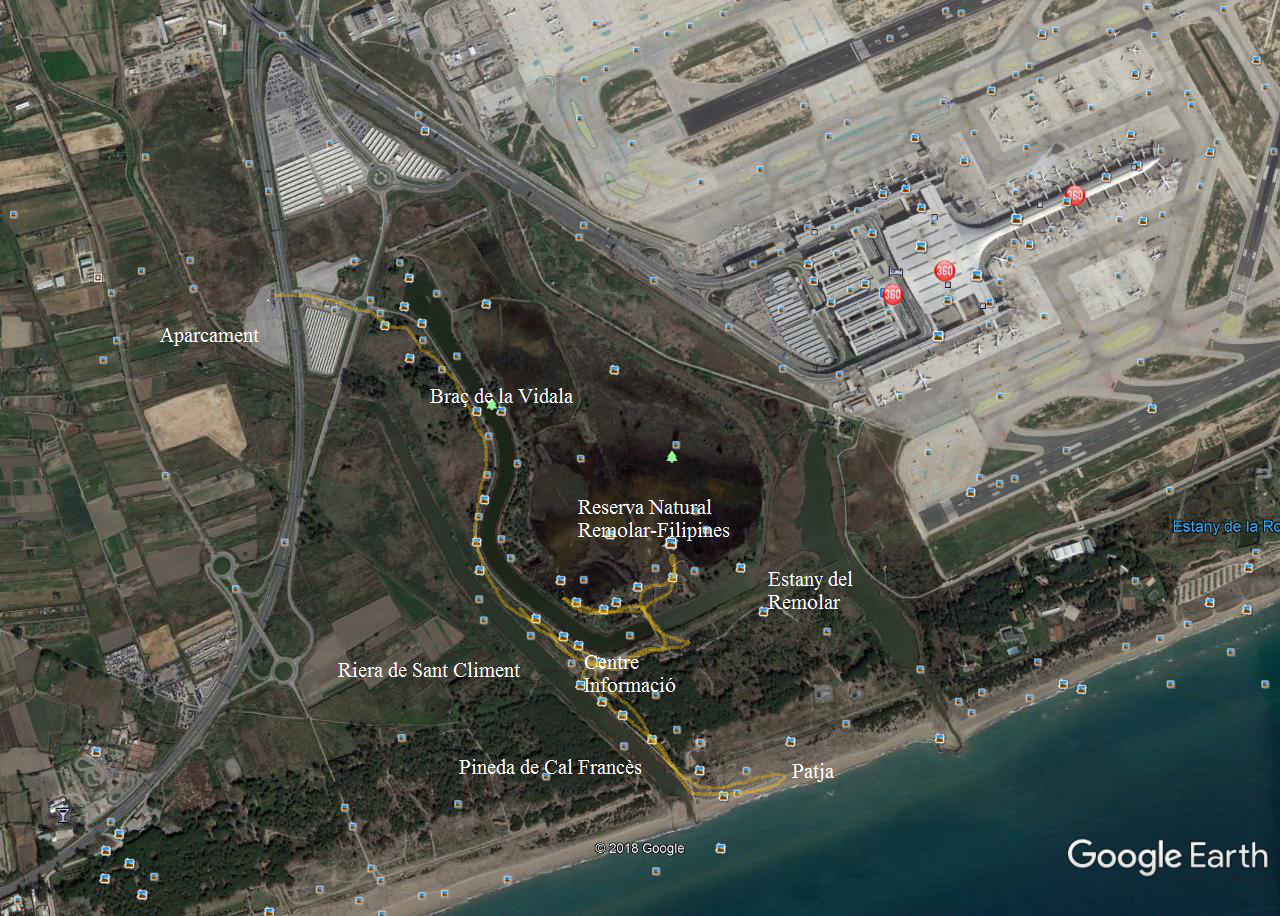 360
360
360
Aparcament
Braç de la Vidala
Reserva Natural
Remolar-Filipines
Estany de la Ro
Estany del
Remolar
Riera de Sant Climent
Centre
Informació
Pineda de Cal Francès
Patja
© 2018 Google
Google Earth